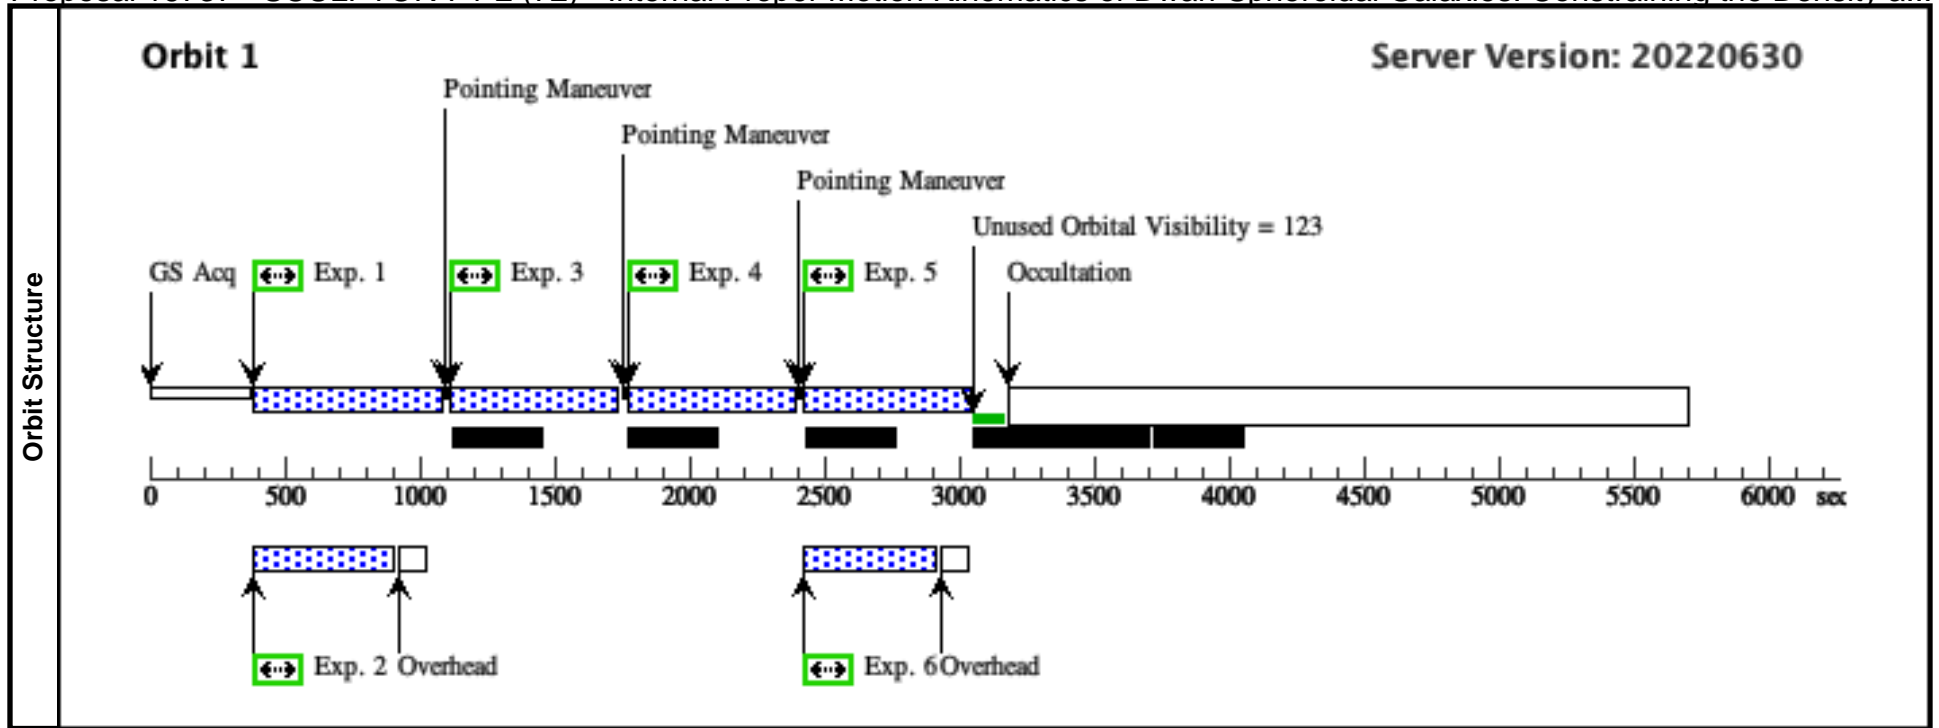 Orbit Structure
Orbit 1
Server Version: 20220630
Pointing Maneuver
Pointing Maneuver
Pointing Maneuver
Unused Orbital Visibility = 123
GS Acq Exp. 1 Exp. 3 Exp. 4 Exp. 5 Occultation
0 500 1000 1500 2000 2500 3000 3500 4000 4500 5000 5500 6000 sec
Exp. 2 Overhead Exp. 6 Overhead